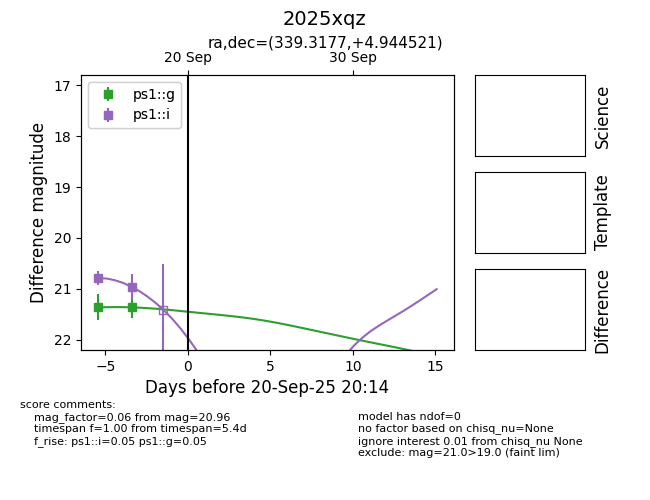 2025xqz
ra,dec=(339.3177,+4.944521)
20 Sep
30 Sep
ps1::g
ps1::i
17
18
19
20
21
22
Difference magnitude
−5
0
5
10
15
Days before 20-Sep-25 20:14
Science
Template
Difference
score comments:
mag_factor=0.06 from mag=20.96
timespan f=1.00 from timespan=5.4d
f_rise: ps1::i=0.05 ps1::g=0.05
model has ndof=0
no factor based on chisq_nu=None
ignore interest 0.01 from chisq_nu None
exclude: mag=21.0>19.0 (faint lim)